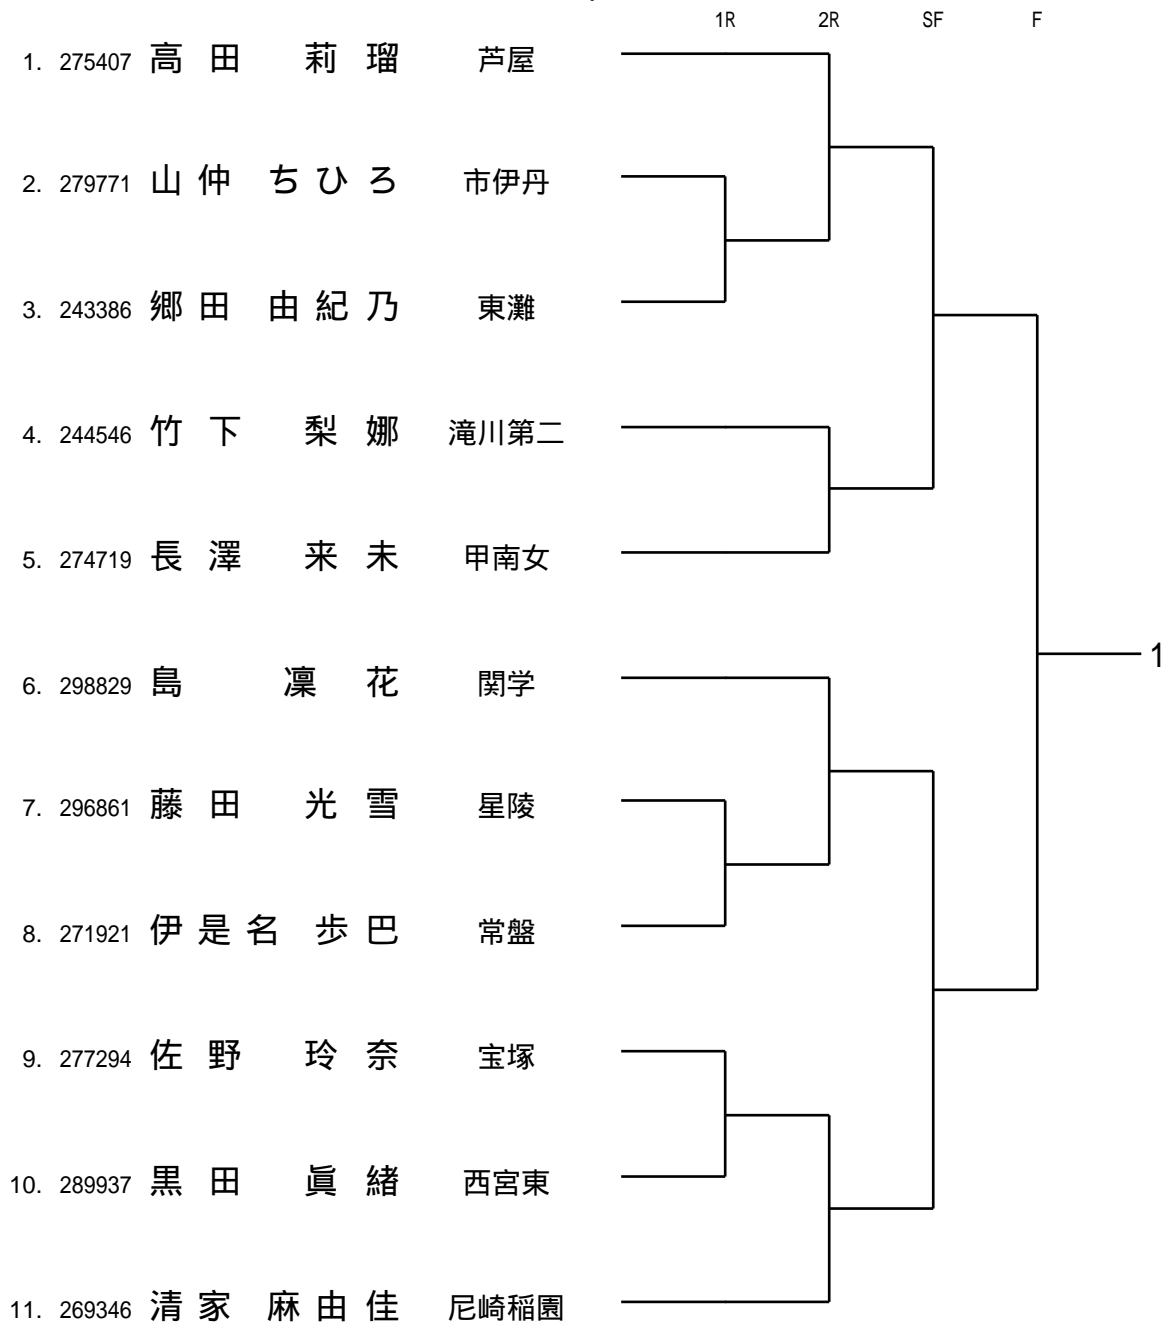 1R 2R SF F
1. 275407 高田 莉瑠 芦屋
2. 279771 山仲 ちひろ 市伊丹
3. 243386 郷田 由紀乃 東灘
4. 244546 竹下 梨娜 滝川第二
5. 274719 長澤 来未 甲南女
1
6. 298829 島 凜花 関学
7. 296861 藤田 光雪 星陵
8. 271921 伊是名 歩巴 常盤
9. 277294 佐野 玲奈 宝塚
10. 289937 黒田 眞緒 西宮東
11. 269346 清家 麻由佳 尼崎稲園